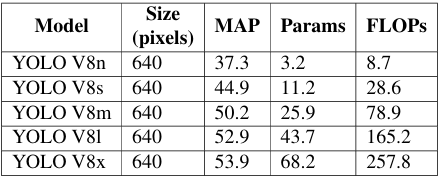 Model Size (pixels) MAP Params FLOPs
YOLO V8n 640 37.3 3.2 8.7
YOLO V8s 640 44.9 11.2 28.6
YOLO V8m 640 50.2 25.9 78.9
YOLO V8l 640 52.9 43.7 165.2
YOLO V8x 640 53.9 68.2 257.8